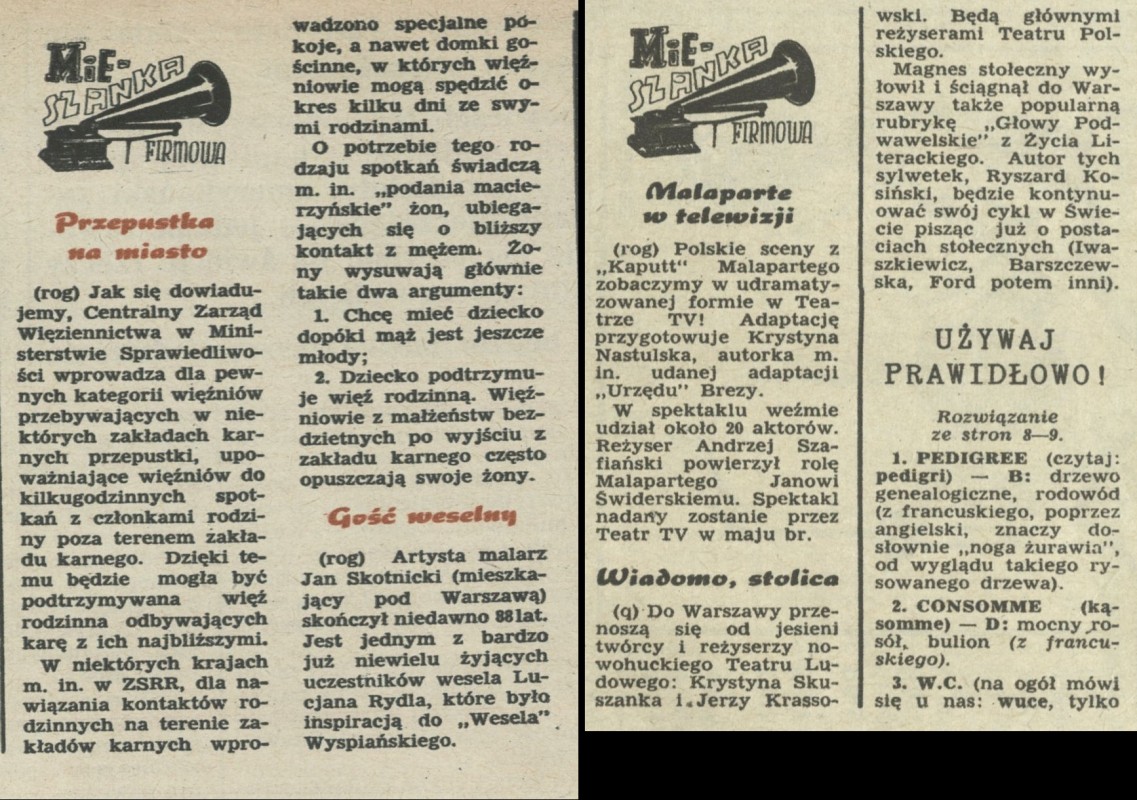 MiE-
SZANKA
FIRMOWA
Przepustka
na miasto
(rog) Jak się dowiadu-
jemy, Centralny Zarząd
Więziennictwa w Mini-
sterstwie Sprawiedliwo-
ści wprowadza dla pew-
nych kategorii więźniów
przebywających w nie-
których zakładach kar-
nych przepustki, upo-
ważniające więźniów do
kilkugodzinnych spot-
kań z członkami rodzi-
ny poza terenem zakła-
du karnego. Dzięki te-
mu będzie mogła być
podtrzymywana więź
rodzinna odbywających
karę z ich najbliższymi.
W niektórych krajach
m. in. w ZSRR, dla na-
wiązania kontaktów ro-
dzinnych na terenie za-
kładów karnych wpro-
wadzono specjalne po-
koje, a nawet domki go-
ścinne, w których więź-
niowie mogą spędzić o-
kres kilku dni ze swy-
mi rodzinami.
O potrzebie tego ro-
dzaju spotkań świadczą
m. in. „podania macie-
rzyńskie" żon, ubiega-
jących się o bliższy
kontakt z mężem. Żo-
ny wysuwają głównie
takie dwa argumenty:
1. Chcę mieć dziecko
dopóki mąż jest jeszcze
młody;
2. Dziecko podtrzymu-
je więź rodzinną. Więź-
niowie z małżeństw bez-
dzietnych po wyjściu z
zakładu karnego często
opuszczają swoje żony.
Gość weselny
(rog) Artysta malarz
Jan Skotnicki (mieszka-
jący pod Warszawą)
skończył niedawno 88 lat.
Jest jednym z bardzo
już niewielu żyjących
uczestników wesela Lu-
cjana Rydla, które było
inspiracją do „Wesela"
Wyspiańskiego.
MiE-
SZANKA
FIRMOWA
Malaparte
w telewizji
(rog) Polskie sceny z
„Kaputt" Malapartego
zobaczymy w udramaty-
zowanej formie w Tea-
trze TV! Adaptację
przygotowuje Krystyna
Nastulska, autorka m.
in. udanej adaptacji
„Urzędu" Brezy.
W spektaklu weźmie
udział około 20 aktorów.
Reżyser Andrzej Sza-
fiański powierzył rolę
Malapartego Janowi
Świderskiemu. Spektakl
nadany zostanie przez
Teatr TV w maju br.
Wiadomo, stolica
(q) Do Warszawy prze-
noszą się od jesieni
twórcy i reżyserzy no-
wohuckiego Teatru Lu-
dowego: Krystyna Sku-
szanka i Jerzy Krasso-
wski. Będą głównymi
reżyserami Teatru Pol-
skiego.
Magnes stołeczny wy-
łowił i ściągnął do War-
szawy także popularną
rubrykę „Głowy Pod-
wawelskie" z Życia Li-
terackiego. Autor tych
sylwetek, Ryszard Ko-
siński, będzie kontynu-
ować swój cykl w Świe-
cie pisząc już o posta-
ciach stołecznych (Iwa-
szkiewicz, Barszczew-
ska, Ford potem inni).
UŻYWAJ
PRAWIDŁOWO!
Rozwiązanie
ze stron 8—9.
1. PEDIGREE (czytaj:
pedigri) — B: drzewo
genealogiczne, rodowód
(z francuskiego, poprzez
angielski, znaczy do-
słownie „noga żurawia",
od wyglądu takiego ry-
sowanego drzewa).
2. CONSOMME (ką-
somme) — D: mocny ro-
sół, bulion (z francu-
skiego).
3. W.C. (na ogół mówi
się u nas: wuce, tylko